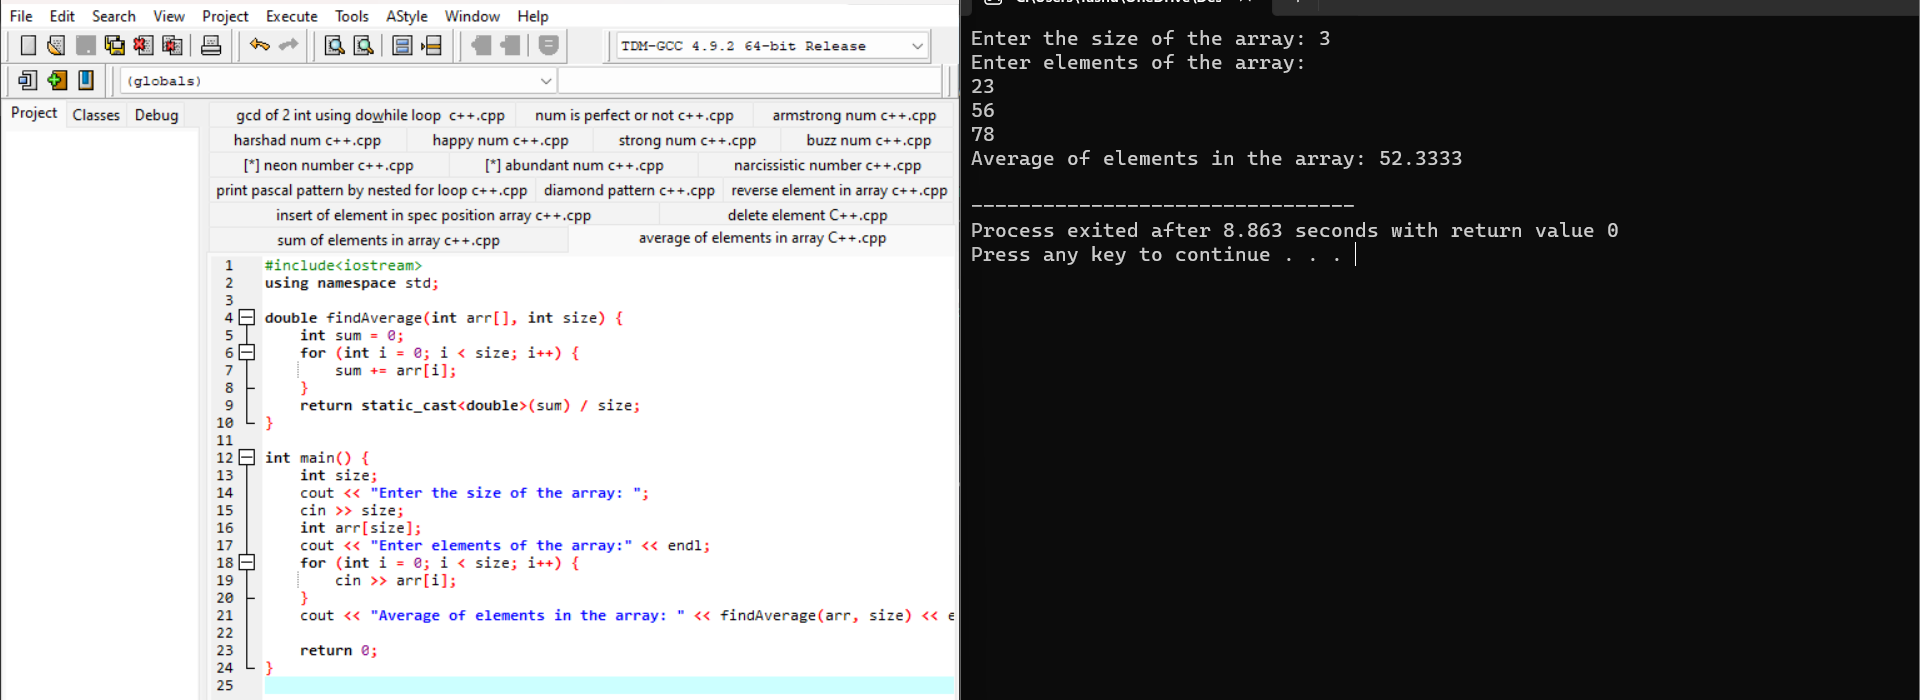 File Edit Search View Project Execute Tools AStyle Window Help
TDM-GCC 4.9.2 64-bit Release
(globals)
Project Classes Debug
gcd of 2 int using dowhile loop c++.cpp num is perfect or not c++.cpp armstrong num c++.cpp
harshad num c++.cpp happy num c++.cpp strong num c++.cpp buzz num c++.cpp
[*] neon number c++.cpp [*] abundant num c++.cpp narcissistic number c++.cpp
print pascal pattern by nested for loop c++.cpp diamond pattern c++.cpp reverse element in array c++.cpp
insert of element in spec position array c++.cpp delete element C++.cpp
sum of elements in array c++.cpp average of elements in array C++.cpp
1 #include<iostream>
2 using namespace std;
3
4 double findAverage(int arr[], int size) {
5 int sum = 0;
6 for (int i = 0; i < size; i++) {
7 sum += arr[i];
8 }
9 return static_cast<double>(sum) / size;
10 }
11
12 int main() {
13 int size;
14 cout << "Enter the size of the array: ";
15 cin >> size;
16 int arr[size];
17 cout << "Enter elements of the array:" << endl;
18 for (int i = 0; i < size; i++) {
19 cin >> arr[i];
20 }
21 cout << "Average of elements in the array: " << findAverage(arr, size) << e
22
23 return 0;
24 }
25
Enter the size of the array: 3
Enter elements of the array:
23
56
78
Average of elements in the array: 52.3333
--------------------------------
Process exited after 8.863 seconds with return value 0
Press any key to continue . . .